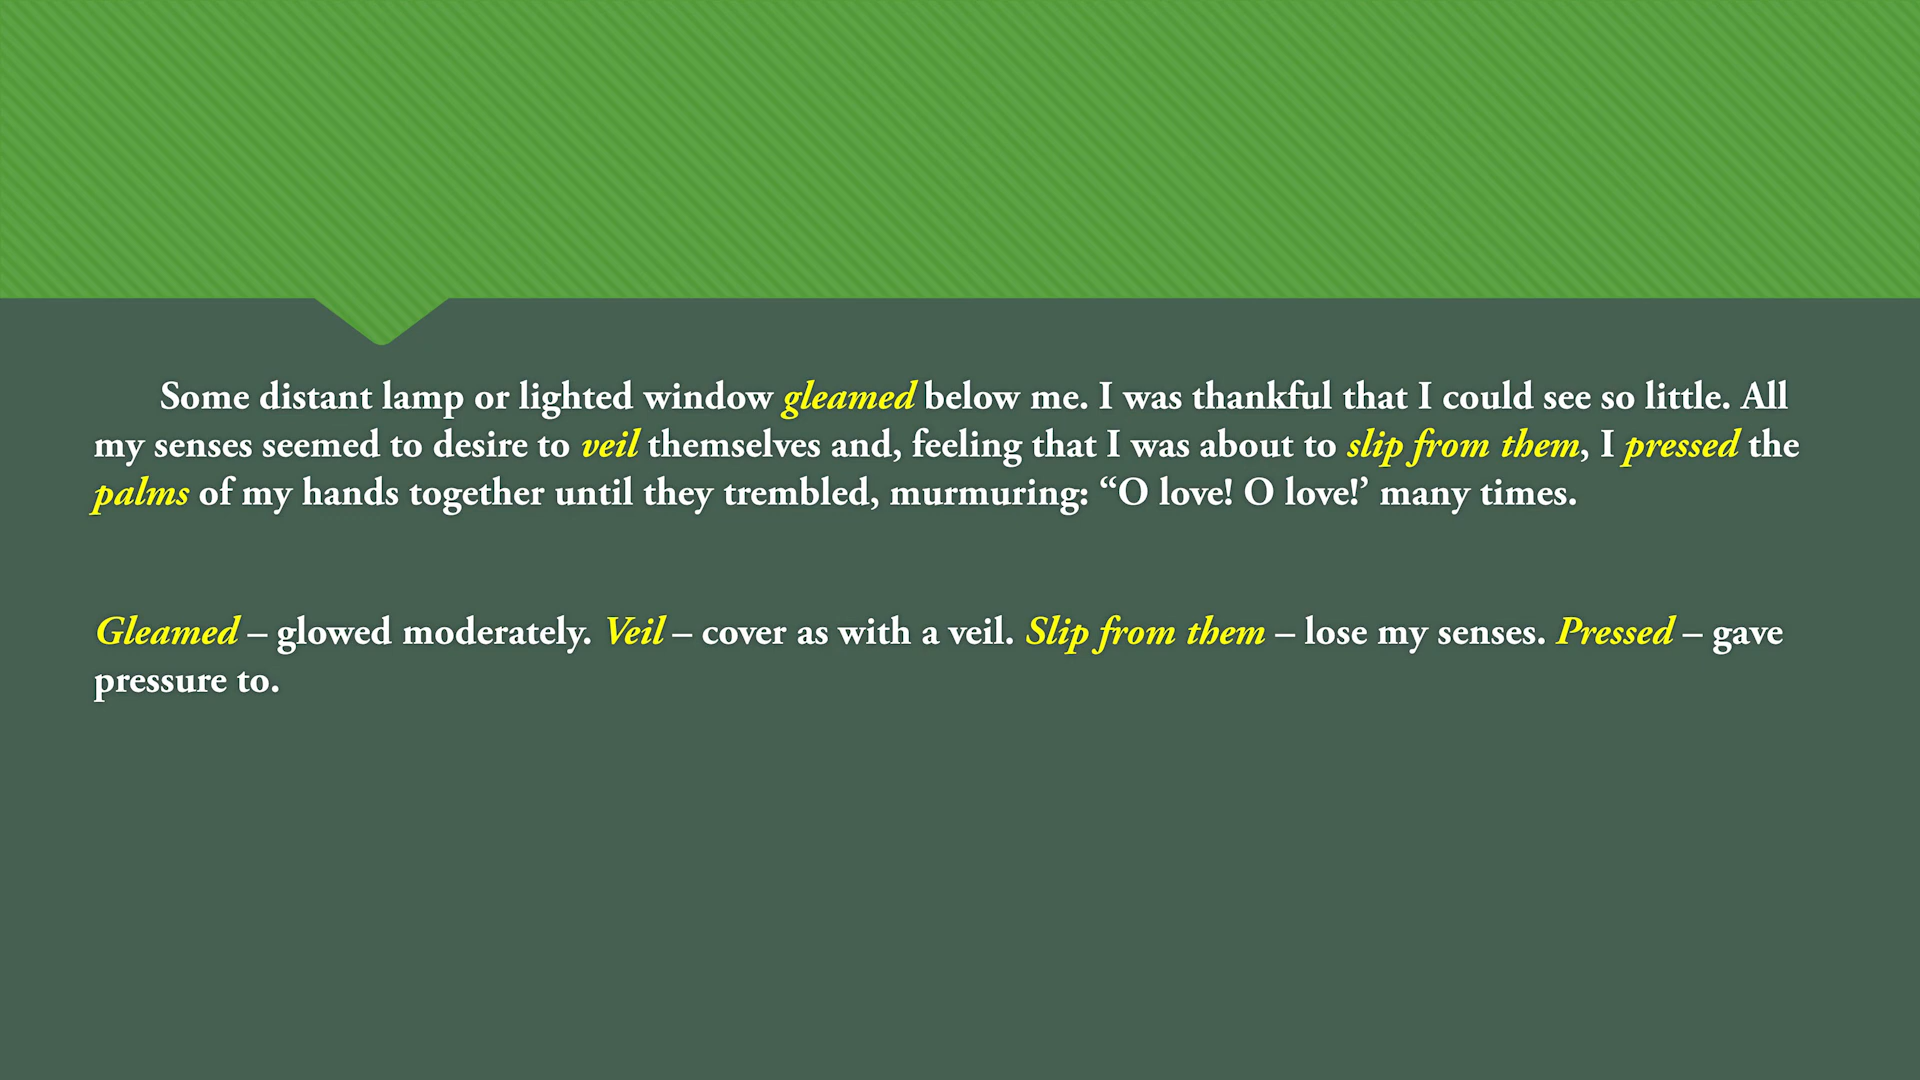 Some distant lamp or lighted window gleamed below me. I was thankful that I could see so little. All
my senses seemed to desire to veil themselves and, feeling that I was about to slip from them, I pressed the
palms of my hands together until they trembled, murmuring: “O love! O love!’ many times.
Gleamed – glowed moderately. Veil – cover as with a veil. Slip from them – lose my senses. Pressed – gave
pressure to.